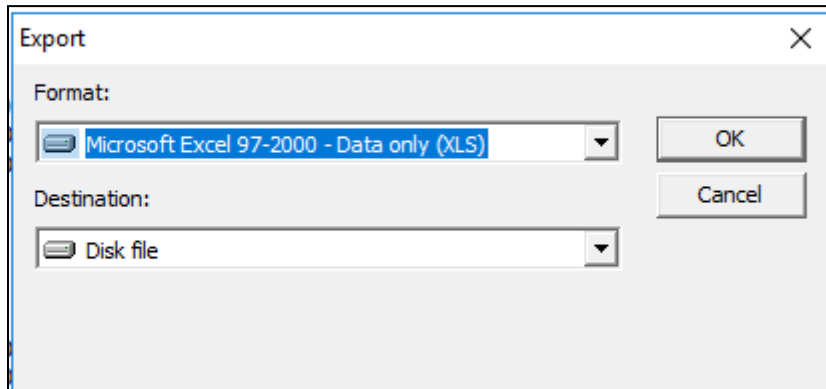 Export
Format:
Microsoft Excel 97-2000 - Data only (XLS)
OK
Destination:
Cancel
Disk file